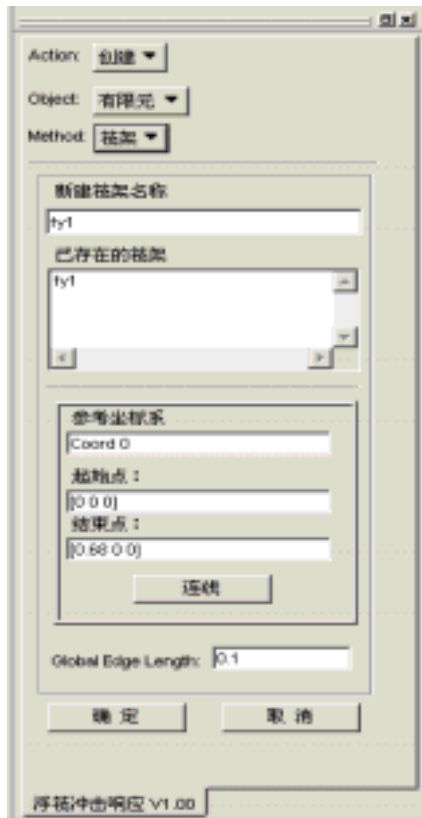 Action: 创建
Object: 有限元
Method: 筏架
新建筏架名称
fy1
已存在的筏架
fy1
参考坐标系
Coord 0
起始点：
[0 0 0]
结束点：
[0.68 0 0]
连线
Global Edge Length: 0.1
确 定 取 消
浮筏冲击响应 V1.00